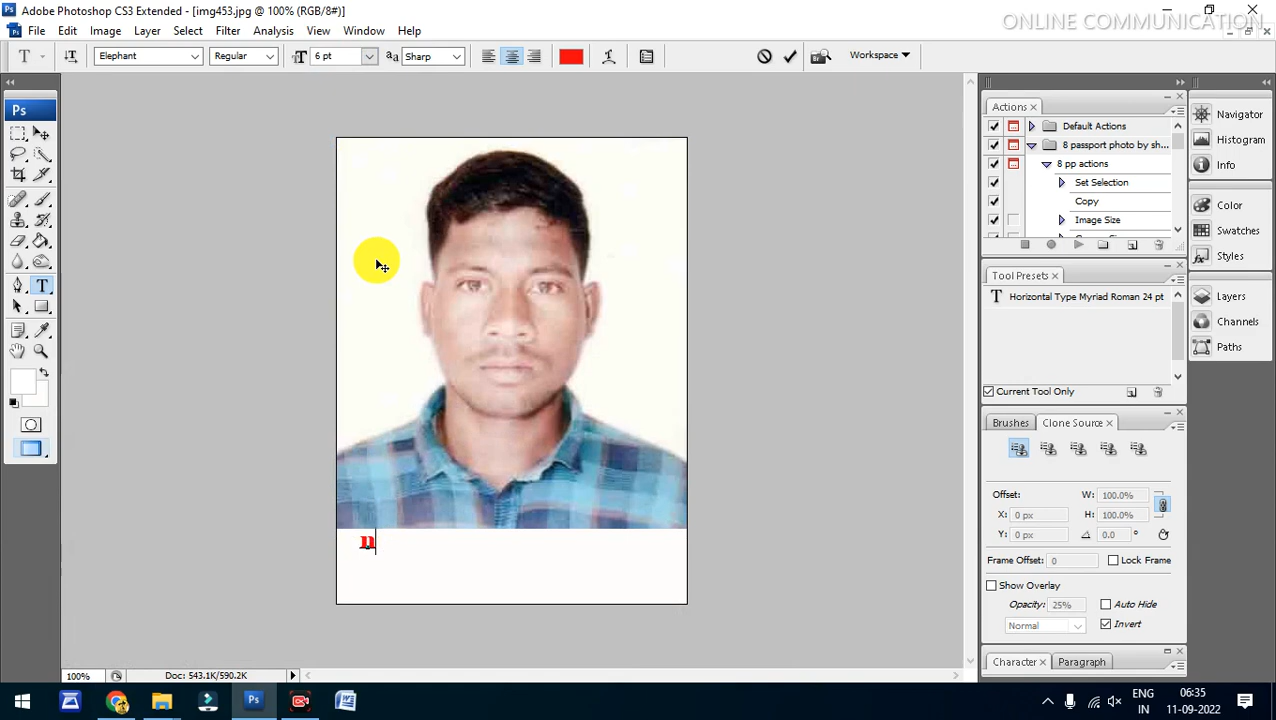 Adobe Photoshop CS3 Extended - [img453.jpg @ 100% (RGB/8#)]
ONLINE COMMUNICATION
Ps File Edit Image Layer Select Filter Analysis View Window Help
T T Elephant Regular T 6 pt aa Sharp Workspace
Ps
Actions
Default Actions
8 passport photo by sh...
8 pp actions
Set Selection
Copy
Image Size
Navigator
Histogram
Info
Color
Swatches
Styles
Layers
Channels
Paths
Tool Presets
T Horizontal Type Myriad Roman 24 pt
Current Tool Only
Brushes Clone Source
Offset: W: 100.0%
X: 0 px H: 100.0%
Y: 0 px 0.0 °
Frame Offset: 0 Lock Frame
Show Overlay
Opacity: 25% Auto Hide
Normal Invert
Character Paragraph
T
n
100% Doc: 543.1K/590.2K
Ps W ENG 06:35
IN 11-09-2022